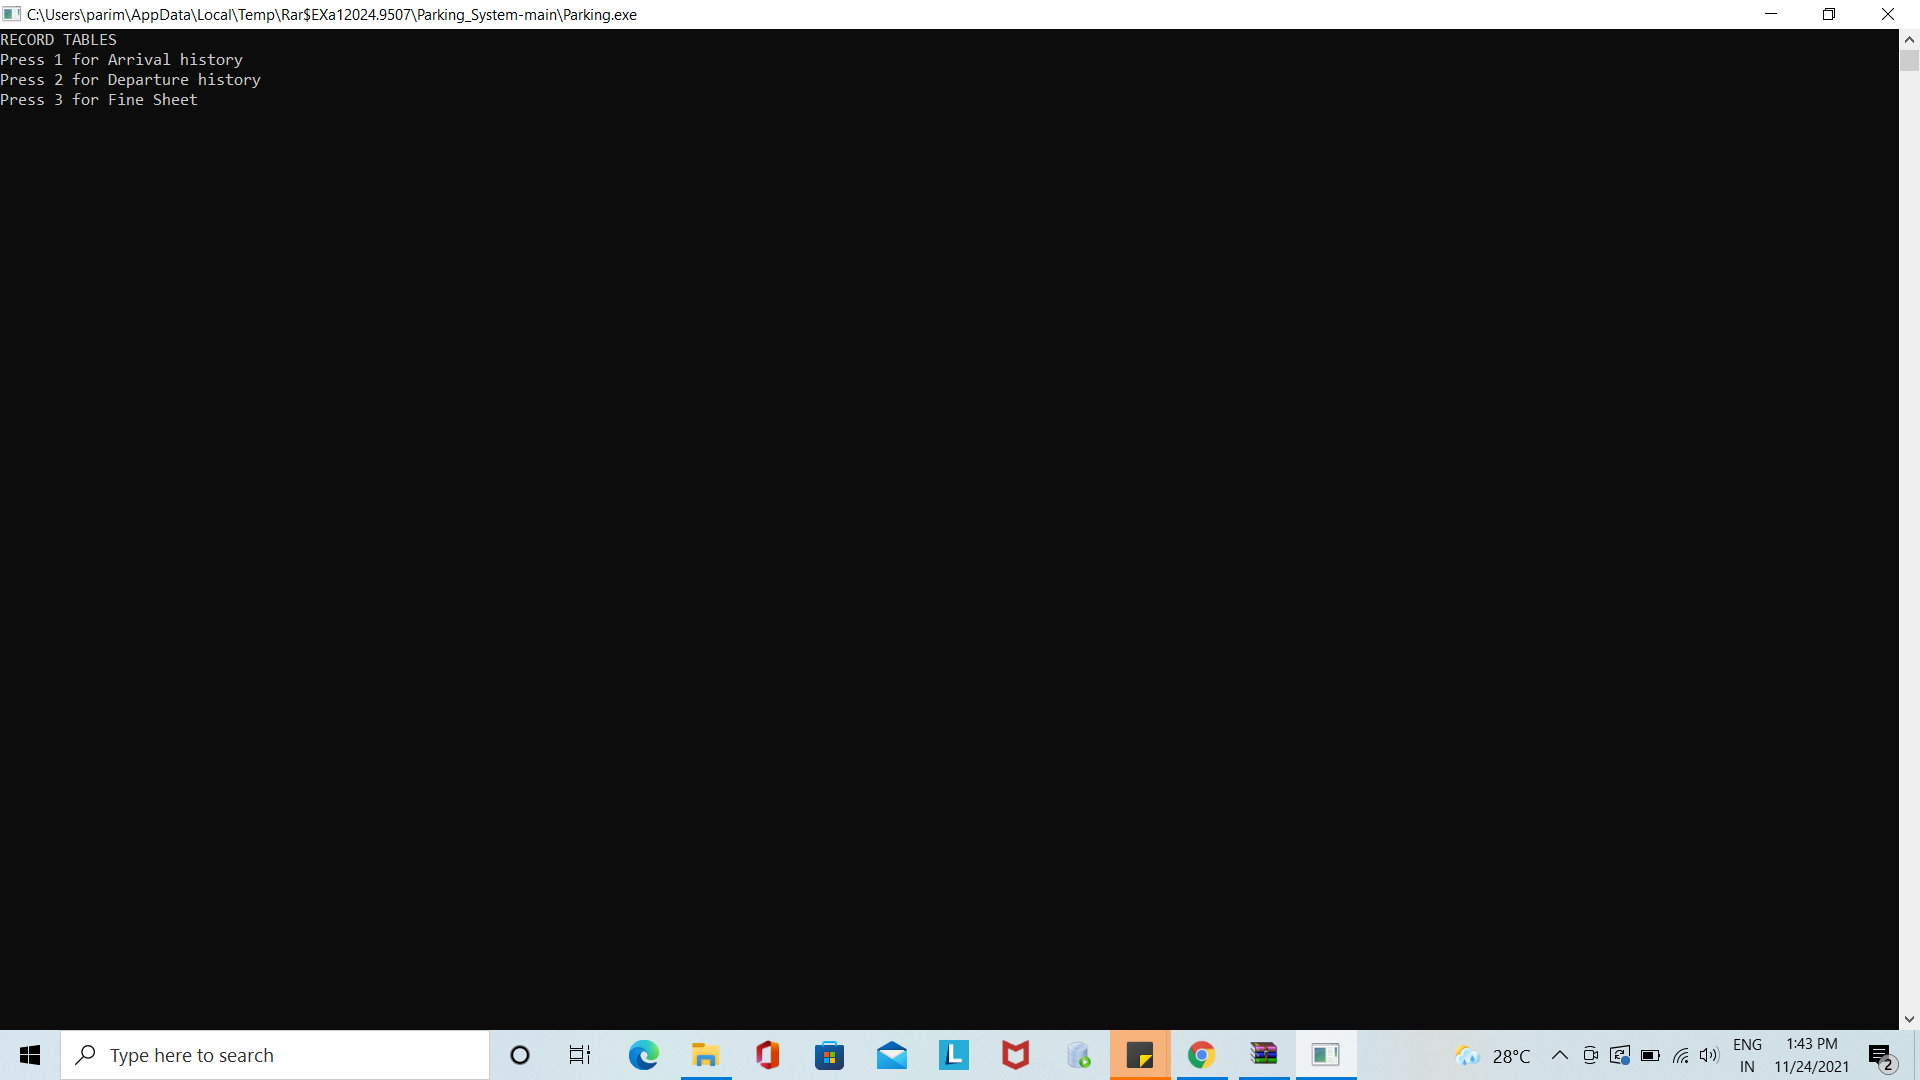 C:\Users\parim\AppData\Local\Temp\Rar$EXa12024.9507\Parking_System-main\Parking.exe
RECORD TABLES
Press 1 for Arrival history
Press 2 for Departure history
Press 3 for Fine Sheet
Type here to search
L
28°C
ENG
IN
1:43 PM
11/24/2021
2